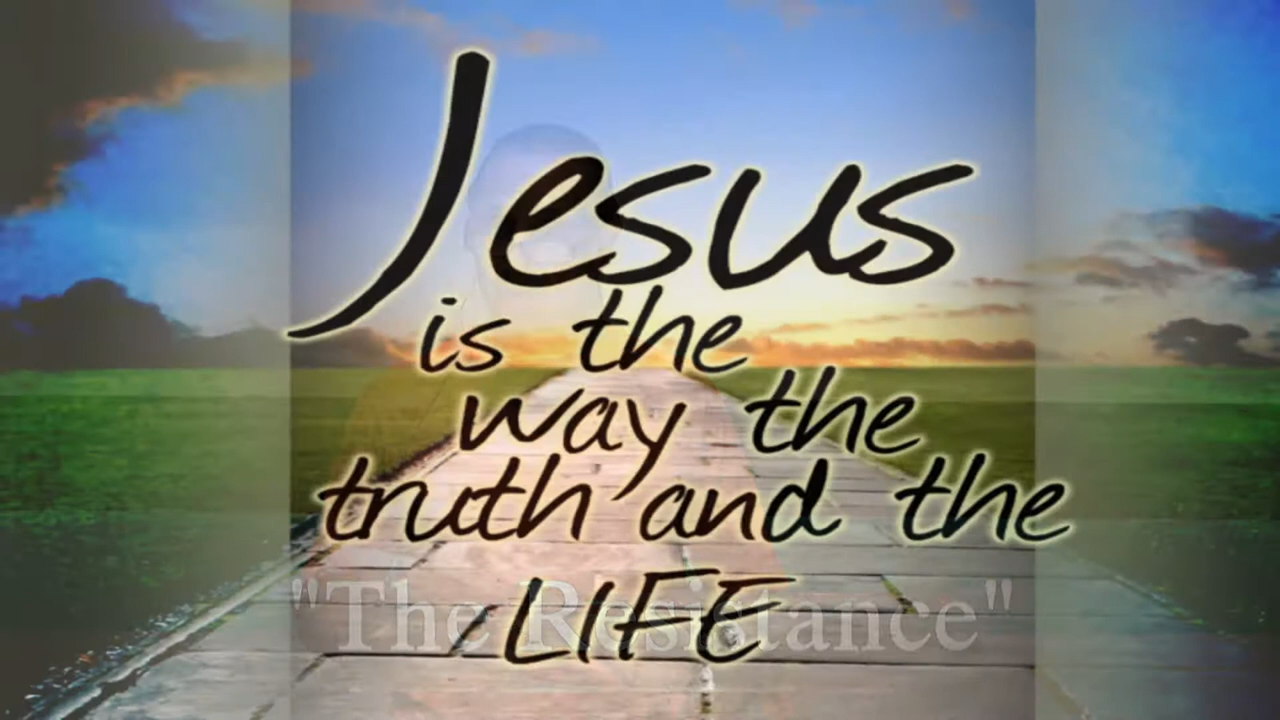 Jesus
is the
way the
truth and the
LIFE
"The Resistance"